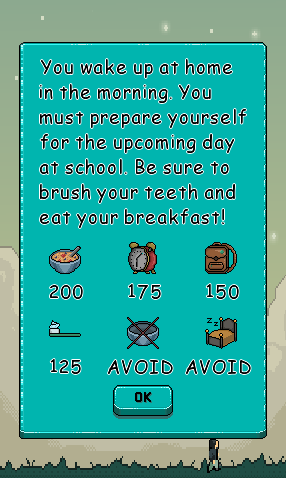 You wake up at home
in the morning. You
must prepare yourself
for the upcoming day
at school. Be sure to
brush your teeth and
eat your breakfast!
200 175 150
Z Z Z
125 AVOID AVOID
OK